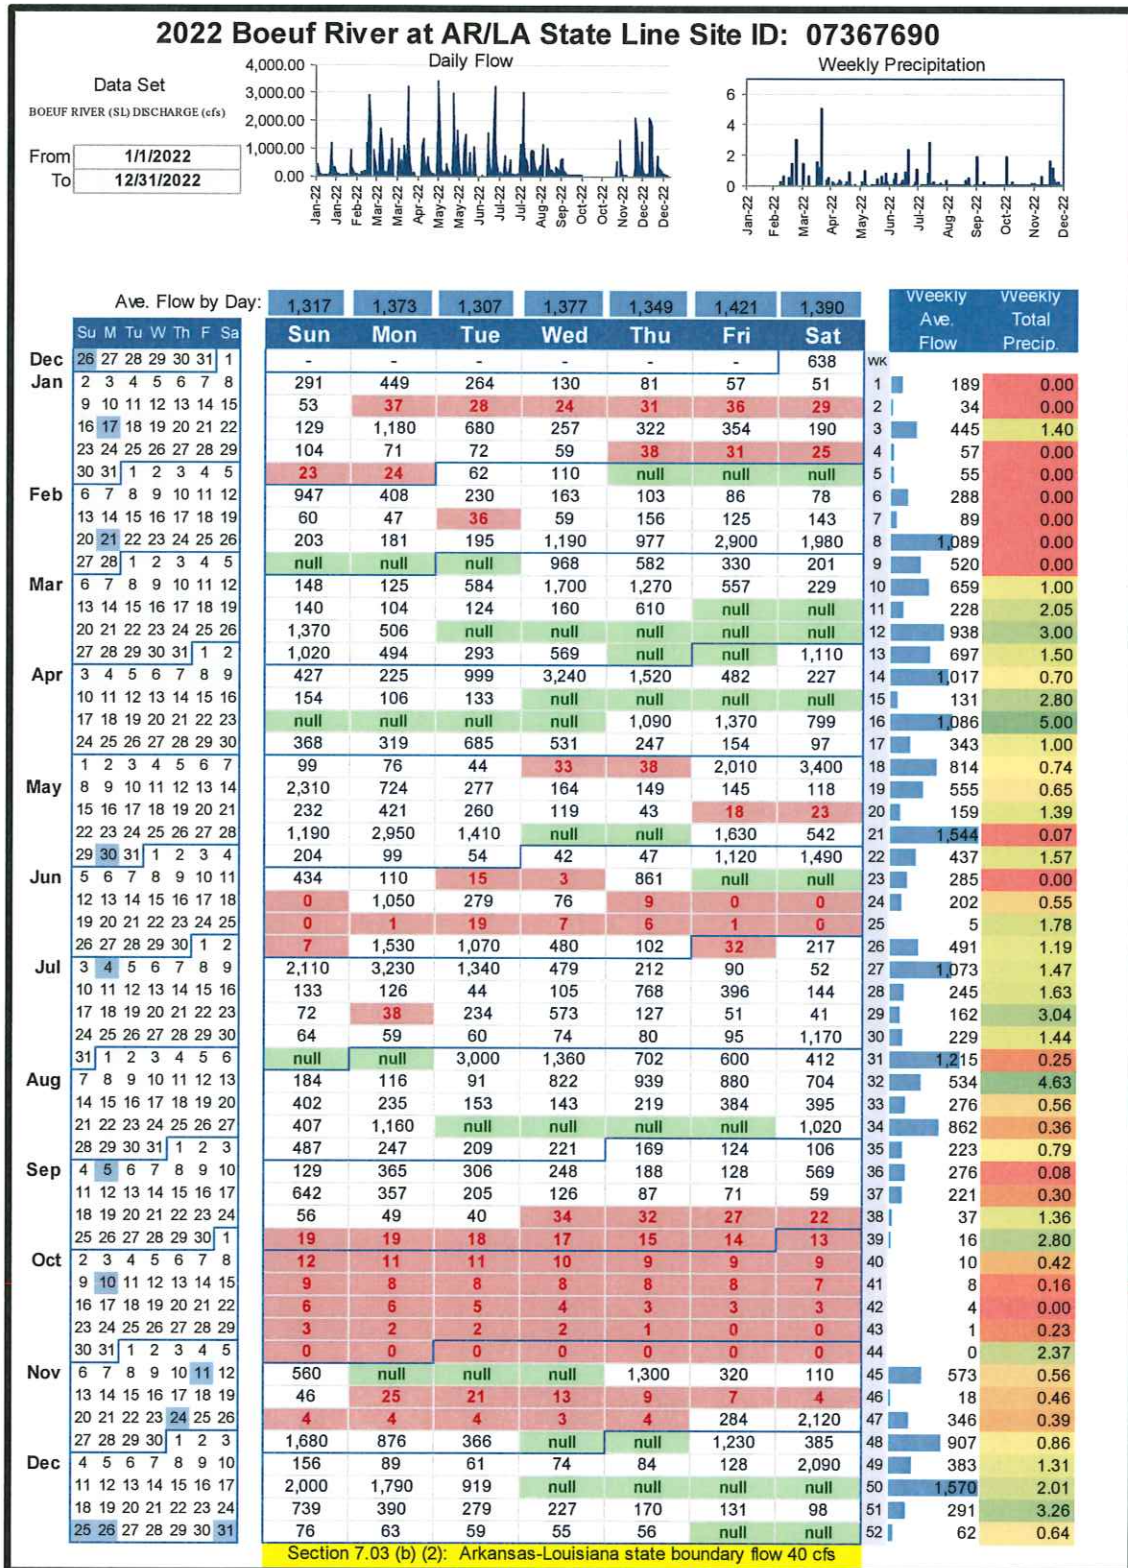 2022 Boeuf River at AR/LA State Line Site ID: 07367690
Data Set
BOEUF RIVER (SL) DISCHARGE (cfs)
From 1/1/2022
To 12/31/2022
Daily Flow
4,000.00
3,000.00
2,000.00
1,000.00
0.00
Jan-22 Jan-22 Feb-22 Mar-22 Mar-22 Apr-22 May-22 May-22 Jun-22 Jul-22 Jul-22 Aug-22 Sep-22 Oct-22 Oct-22 Nov-22 Dec-22 Dec-22
Weekly Precipitation
6
4
2
0
Jan-22 Feb-22 Mar-22 Apr-22 May-22 Jun-22 Jul-22 Aug-22 Sep-22 Oct-22 Nov-22 Dec-22
Ave. Flow by Day: 1,317 1,373 1,307 1,377 1,349 1,421 1,390 Weekly Ave. Flow Weekly Total Precip.
Su M Tu W Th F Sa Sun Mon Tue Wed Thu Fri Sat
Dec 26 27 28 29 30 31 1 - - - - - - 638 WK
Jan 2 3 4 5 6 7 8 291 449 264 130 81 57 51 1 189 0.00
9 10 11 12 13 14 15 53 37 28 24 31 36 29 2 34 0.00
16 17 18 19 20 21 22 129 1,180 680 257 322 354 190 3 445 1.40
23 24 25 26 27 28 29 104 71 72 59 38 31 25 4 57 0.00
30 31 1 2 3 4 5 23 24 62 110 null null null 5 55 0.00
Feb 6 7 8 9 10 11 12 947 408 230 163 103 86 78 6 288 0.00
13 14 15 16 17 18 19 60 47 36 59 156 125 143 7 89 0.00
20 21 22 23 24 25 26 203 181 195 1,190 977 2,900 1,980 8 1,089 0.00
27 28 1 2 3 4 5 null null null 968 582 330 201 9 520 0.00
Mar 6 7 8 9 10 11 12 148 125 584 1,700 1,270 557 229 10 659 1.00
13 14 15 16 17 18 19 140 104 124 160 610 null null 11 228 2.05
20 21 22 23 24 25 26 1,370 506 null null null null null 12 938 3.00
27 28 29 30 31 1 2 1,020 494 293 569 null null 1,110 13 697 1.50
Apr 3 4 5 6 7 8 9 427 225 999 3,240 1,520 482 227 14 1,017 0.70
10 11 12 13 14 15 16 154 106 133 null null null null 15 131 2.80
17 18 19 20 21 22 23 null null null null 1,090 1,370 799 16 1,086 5.00
24 25 26 27 28 29 30 368 319 685 531 247 154 97 17 343 1.00
1 2 3 4 5 6 7 99 76 44 33 38 2,010 3,400 18 814 0.74
May 8 9 10 11 12 13 14 2,310 724 277 164 149 145 118 19 555 0.65
15 16 17 18 19 20 21 232 421 260 119 43 18 23 20 159 1.39
22 23 24 25 26 27 28 1,190 2,950 1,410 null null 1,630 542 21 1,544 0.07
29 30 31 1 2 3 4 204 99 54 42 47 1,120 1,490 22 437 1.57
Jun 5 6 7 8 9 10 11 434 110 15 3 861 null null 23 285 0.00
12 13 14 15 16 17 18 0 1,050 279 76 9 0 0 24 202 0.55
19 20 21 22 23 24 25 0 1 19 7 6 1 0 25 5 1.78
26 27 28 29 30 1 2 7 1,530 1,070 480 102 32 217 26 491 1.19
Jul 3 4 5 6 7 8 9 2,110 3,230 1,340 479 212 90 52 27 1,073 1.47
10 11 12 13 14 15 16 133 126 44 105 768 396 144 28 245 1.63
17 18 19 20 21 22 23 72 38 234 573 127 51 41 29 162 3.04
24 25 26 27 28 29 30 64 59 60 74 80 95 1,170 30 229 1.44
31 1 2 3 4 5 6 null null 3,000 1,360 702 600 412 31 1,215 0.25
Aug 7 8 9 10 11 12 13 184 116 91 822 939 880 704 32 534 4.63
14 15 16 17 18 19 20 402 235 153 143 219 384 395 33 276 0.56
21 22 23 24 25 26 27 407 1,160 null null null null 1,020 34 862 0.36
28 29 30 31 1 2 3 487 247 209 221 169 124 106 35 223 0.79
Sep 4 5 6 7 8 9 10 129 365 306 248 188 128 569 36 276 0.08
11 12 13 14 15 16 17 642 357 205 126 87 71 59 37 221 0.30
18 19 20 21 22 23 24 56 49 40 34 32 27 22 38 37 1.36
25 26 27 28 29 30 1 19 19 18 17 15 14 13 39 16 2.80
Oct 2 3 4 5 6 7 8 12 11 11 10 9 9 9 40 10 0.42
9 10 11 12 13 14 15 9 8 8 8 8 8 7 41 8 0.16
16 17 18 19 20 21 22 6 6 5 4 3 3 3 42 4 0.00
23 24 25 26 27 28 29 3 2 2 2 1 0 0 43 1 0.23
30 31 1 2 3 4 5 0 0 0 0 0 0 0 44 0 2.37
Nov 6 7 8 9 10 11 12 560 null null null 1,300 320 110 45 573 0.56
13 14 15 16 17 18 19 46 25 21 13 9 7 4 46 18 0.46
20 21 22 23 24 25 26 4 4 4 3 4 284 2,120 47 346 0.39
27 28 29 30 1 2 3 1,680 876 366 null null 1,230 385 48 907 0.86
Dec 4 5 6 7 8 9 10 156 89 61 74 84 128 2,090 49 383 1.31
11 12 13 14 15 16 17 2,000 1,790 919 null null null null 50 1,570 2.01
18 19 20 21 22 23 24 739 390 279 227 170 131 98 51 291 3.26
25 26 27 28 29 30 31 76 63 59 55 56 null null 52 62 0.64
Section 7.03 (b) (2): Arkansas-Louisiana state boundary flow 40 cfs